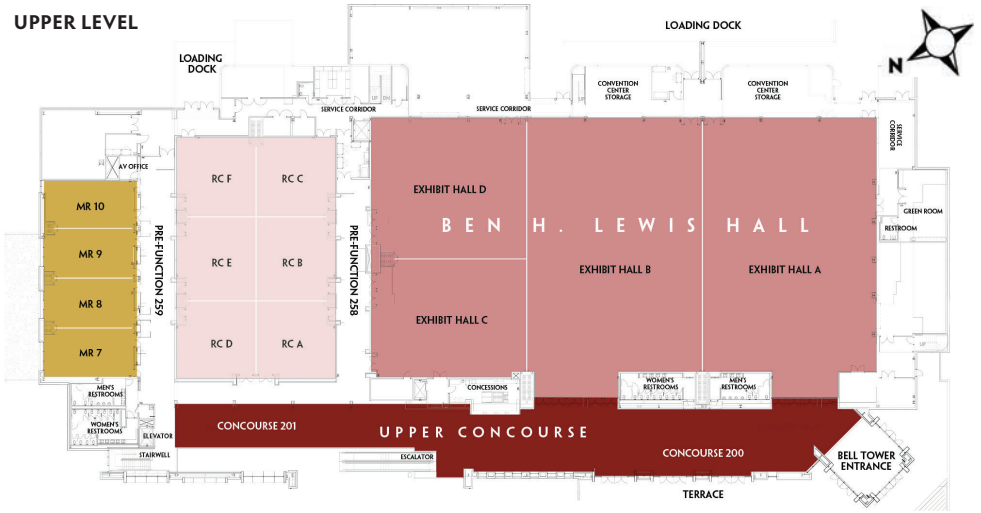 UPPER LEVEL
LOADING DOCK
LOADING
DOCK
N
CONVENTION
CENTER
STORAGE
CONVENTION
CENTER
STORAGE
UP
DN
SERVICE CORRIDOR
SERVICE CORRIDOR
SERVICE
CORRIDOR
AV OFFICE
RC F
RC C
EXHIBIT HALL D
MR 10
GREEN ROOM
BEN H. LEWIS HALL
RESTROOM
MR 9
PRE-FUNCTION 259
RC E
RC B
PRE-FUNCTION 258
EXHIBIT HALL B
EXHIBIT HALL A
MR 8
EXHIBIT HALL C
RC D
RC A
UP
MR 7
MEN'S
RESTROOMS
CONCESSIONS
WOMEN'S
RESTROOMS
MEN'S
RESTROOMS
WOMEN'S
RESTROOMS
CONCOURSE 201
UPPER CONCOURSE
ELEVATOR
STAIRWELL
ESCALATOR
CONCOURSE 200
BELL TOWER
ENTRANCE
TERRACE